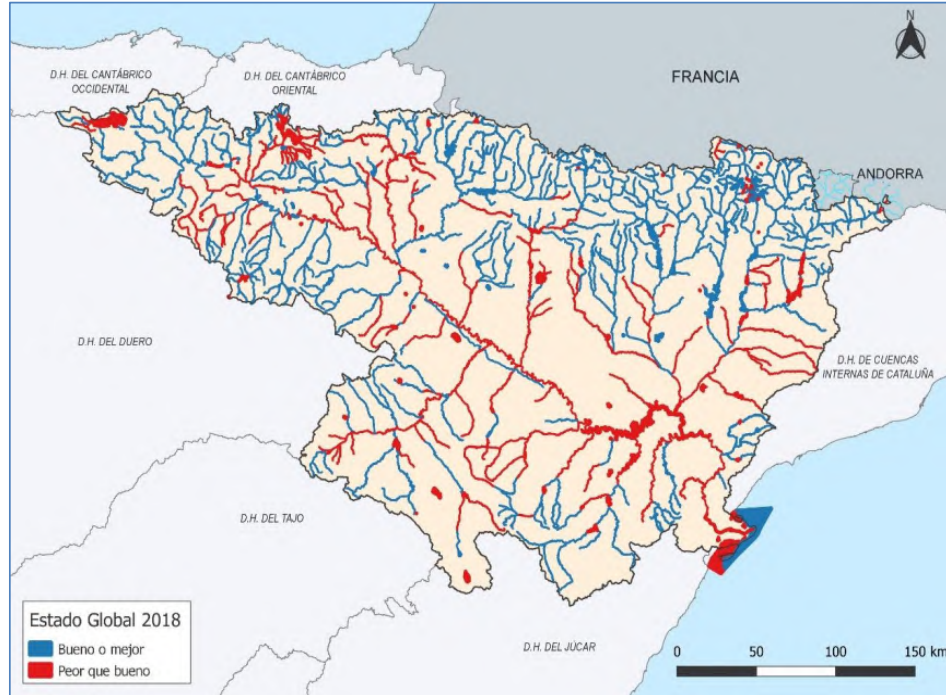 N
D.H. DEL CANTÁBRICO
OCCIDENTAL
D.H. DEL CANTÁBRICO
ORIENTAL
FRANCIA
ANDORRA
D.H. DEL DUERO
D.H. DE CUENCAS
INTERNAS DE CATALUÑA
D.H. DEL TAJO
D.H. DEL JÚCAR
Estado Global 2018
Bueno o mejor
Peor que bueno
0 50 100 150 km